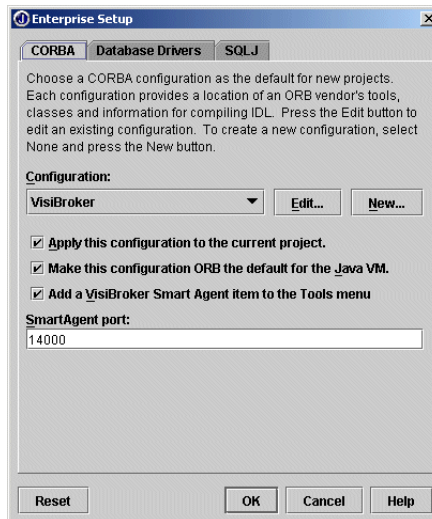 Enterprise Setup
CORBA Database Drivers SQLJ
Choose a CORBA configuration as the default for new projects.
Each configuration provides a location of an ORB vendor's tools,
classes and information for compiling IDL. Press the Edit button to
edit an existing configuration. To create a new configuration, select
None and press the New button.
Configuration:
VisiBroker Edit... New...
Apply this configuration to the current project.
Make this configuration ORB the default for the Java VM.
Add a VisiBroker Smart Agent item to the Tools menu
SmartAgent port:
14000
Reset OK Cancel Help